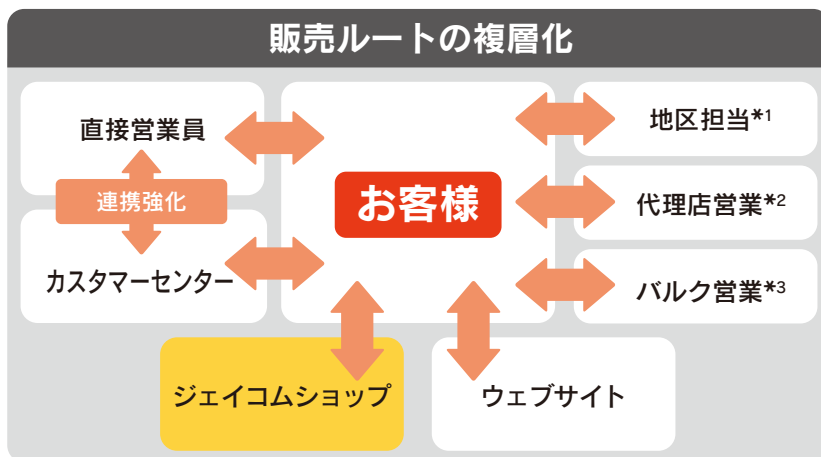 販売ルートの複層化
直接営業員
連携強化
カスタマーセンター
お客様
地区担当*1
代理店営業*2
バルク営業*3
ジェイコムショップ
ウェブサイト